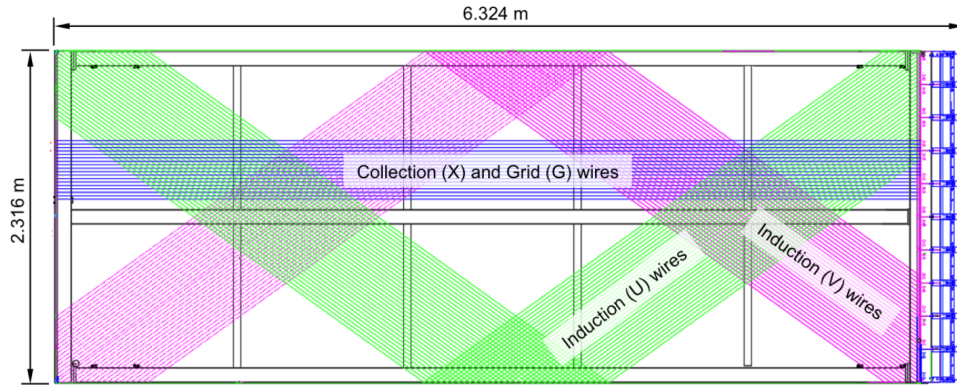 6.324 m
2.316 m
Collection (X) and Grid (G) wires
Induction (U) wires
Induction (V) wires